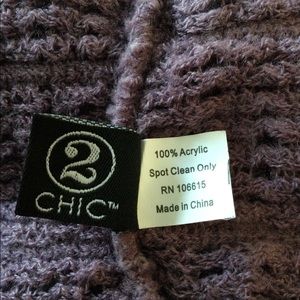 2
CHIC™
100% Acrylic
Spot Clean Only
RN 106615
Made in China